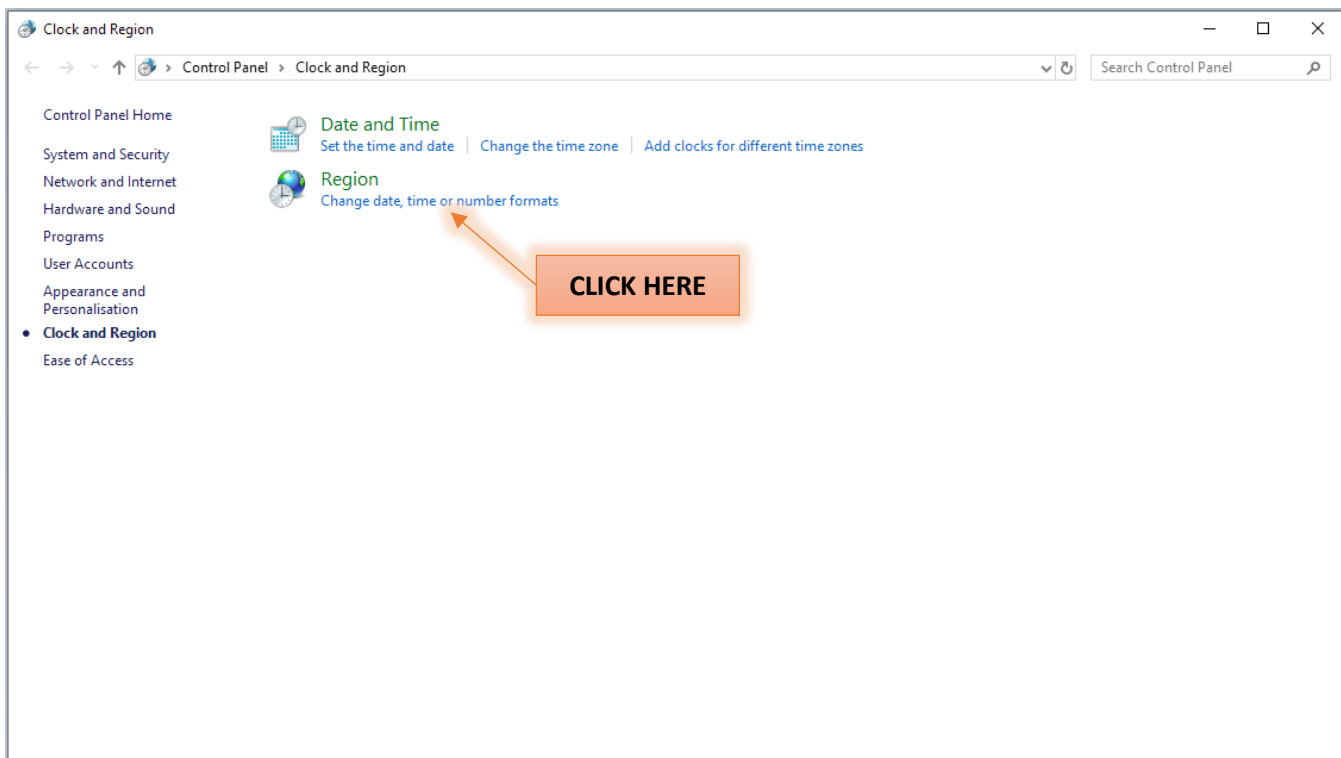 Clock and Region
Control Panel > Clock and Region
Search Control Panel
Control Panel Home
System and Security
Network and Internet
Hardware and Sound
Programs
User Accounts
Appearance and
Personalisation
Clock and Region
Ease of Access
Date and Time
Set the time and date | Change the time zone | Add clocks for different time zones
Region
Change date, time or number formats
CLICK HERE